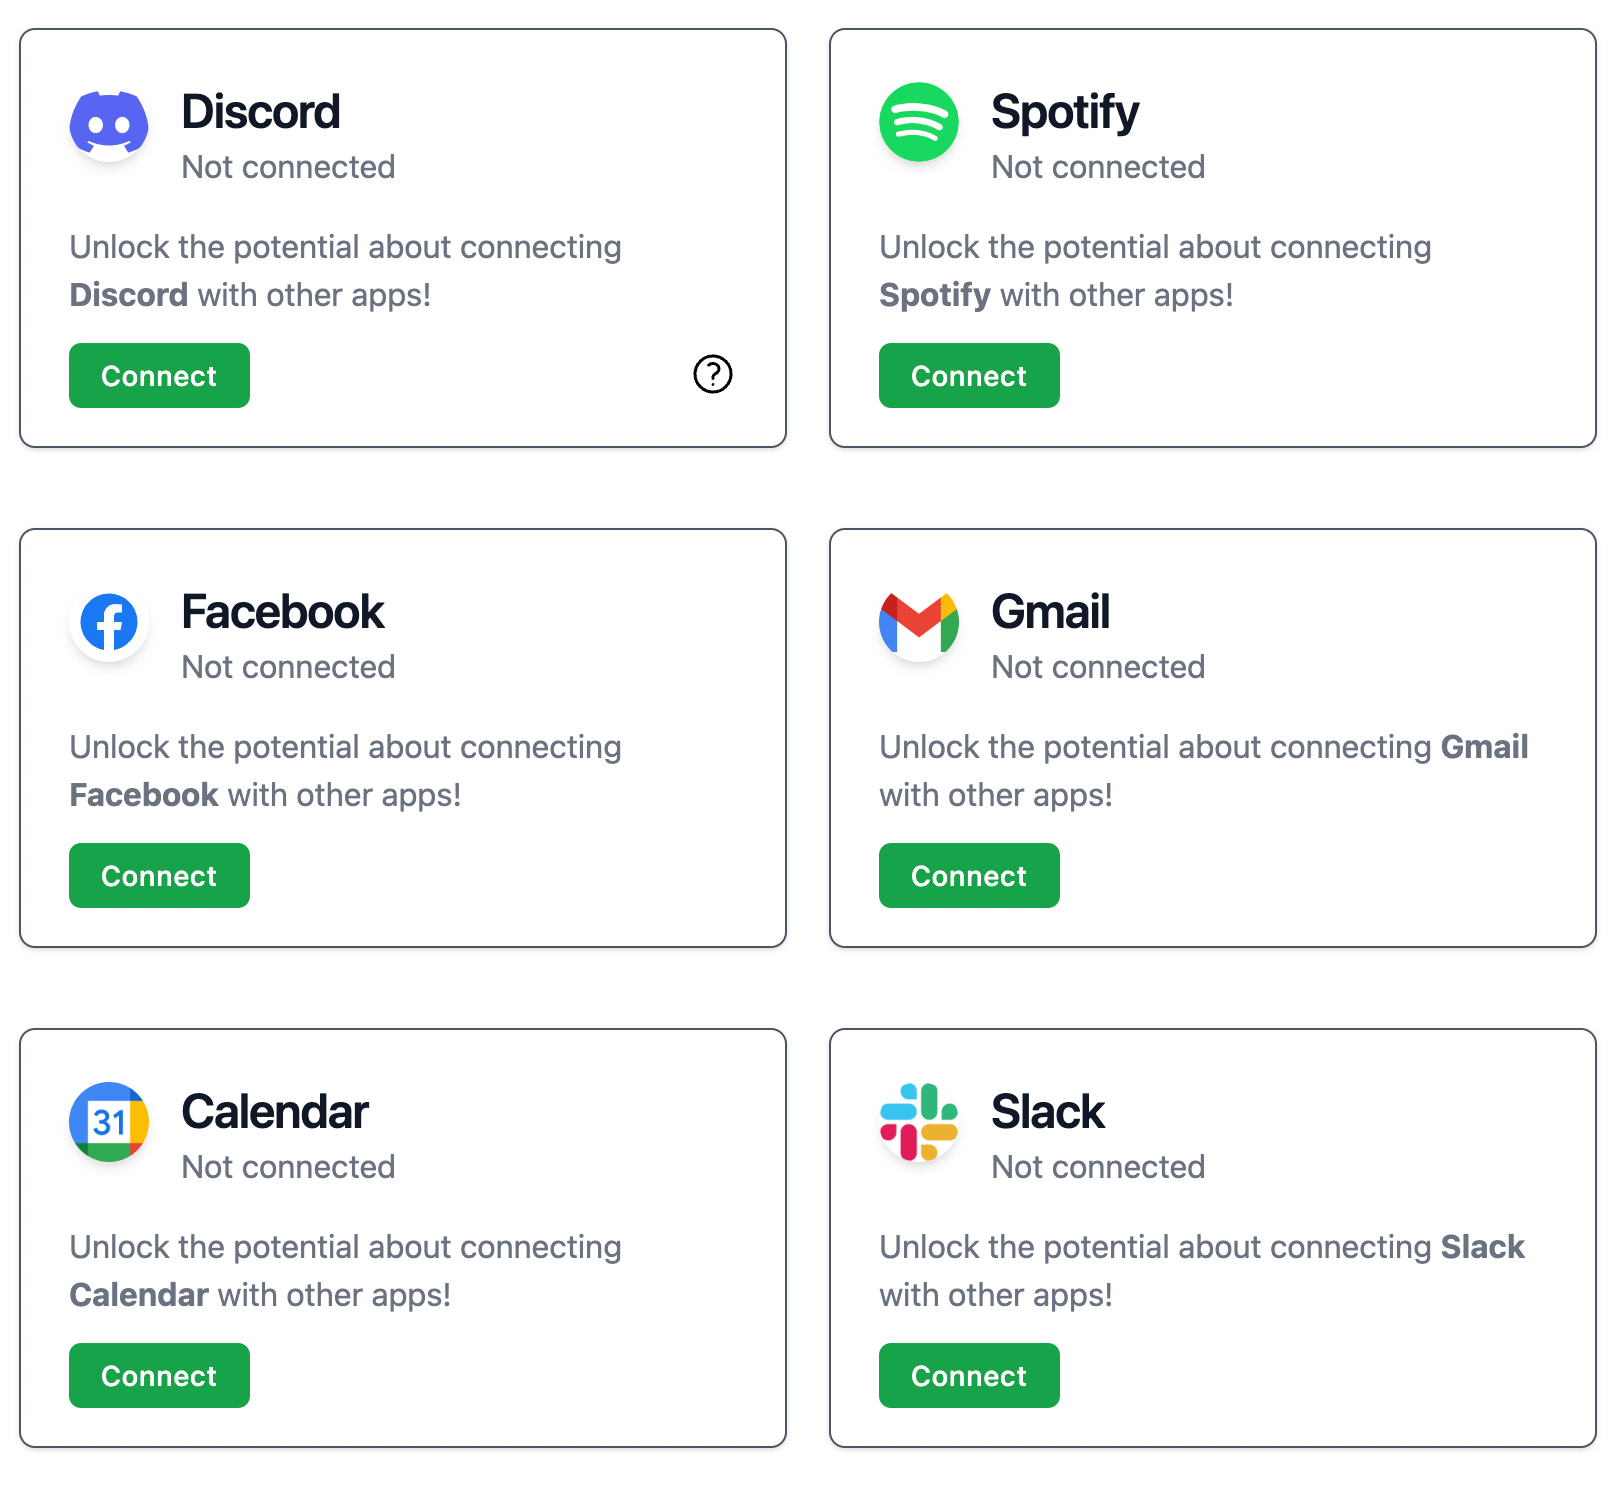 Discord
Not connected
Unlock the potential about connecting
Discord with other apps!
Connect
?
Spotify
Not connected
Unlock the potential about connecting
Spotify with other apps!
Connect
Facebook
Not connected
Unlock the potential about connecting
Facebook with other apps!
Connect
Gmail
Not connected
Unlock the potential about connecting Gmail
with other apps!
Connect
31
Calendar
Not connected
Unlock the potential about connecting
Calendar with other apps!
Connect
Slack
Not connected
Unlock the potential about connecting Slack
with other apps!
Connect